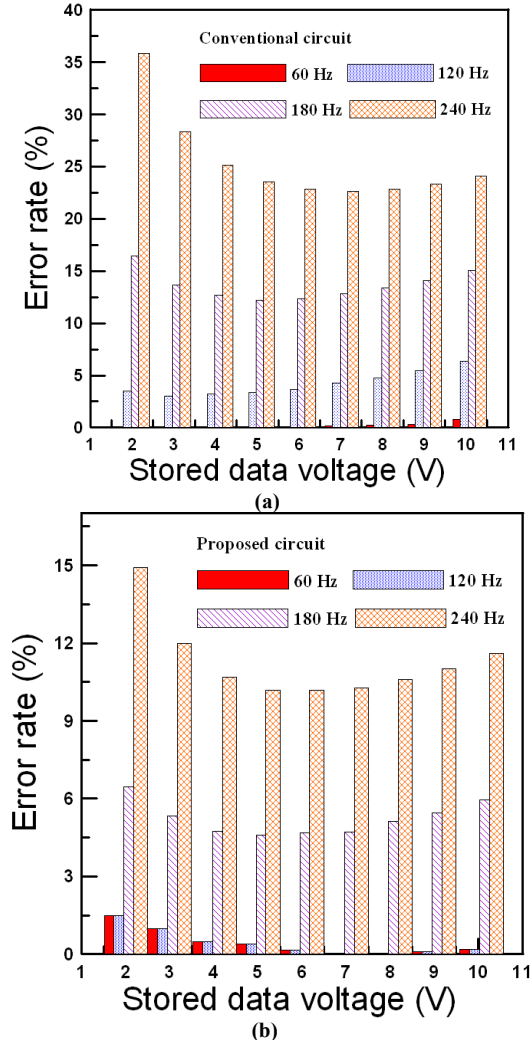 40
35
30
25
20
15
10
5
0
Error rate (%)
Conventional circuit
60 Hz 120 Hz
180 Hz 240 Hz
1 2 3 4 5 6 7 8 9 10 11
Stored data voltage (V)
(a)
15
12
9
6
3
0
Error rate (%)
Proposed circuit
60 Hz 120 Hz
180 Hz 240 Hz
1 2 3 4 5 6 7 8 9 10 11
Stored data voltage (V)
(b)